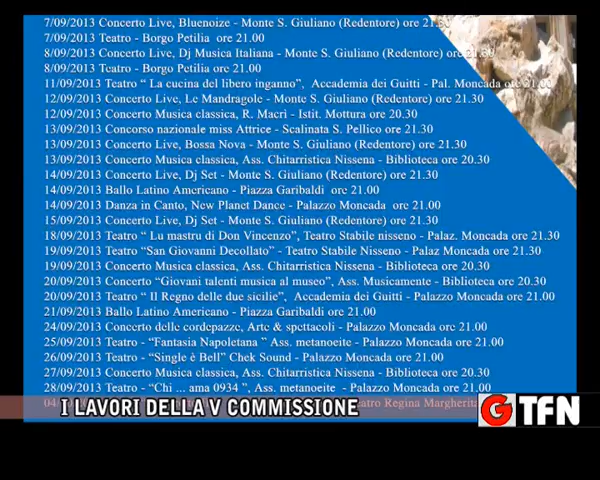 7/09/2013 Concerto Live, Bluenoize - Monte S. Giuliano (Redentore) ore 21.30
7/09/2013 Teatro - Borgo Petilia ore 21.00
8/09/2013 Concerto Live, Dj Musica Italiana - Monte S. Giuliano (Redentore) ore 21.30
8/09/2013 Teatro - Borgo Petilia ore 21.00
11/09/2013 Teatro “ La cucina del libero inganno”, Accademia dei Guitti - Pal. Moncada ore 21.00
12/09/2013 Concerto Live, Le Mandragole - Monte S. Giuliano (Redentore) ore 21.30
12/09/2013 Concerto Musica classica, R. Macrì - Istit. Mottura ore 20.30
13/09/2013 Concorso nazionale miss Attrice - Scalinata S. Pellico ore 21.30
13/09/2013 Concerto Live, Bossa Nova - Monte S. Giuliano (Redentore) ore 21.30
13/09/2013 Concerto Musica classica, Ass. Chitarristica Nissena - Biblioteca ore 20.30
14/09/2013 Concerto Live, Dj Set - Monte S. Giuliano (Redentore) ore 21.30
14/09/2013 Ballo Latino Americano - Piazza Garibaldi ore 21.00
14/09/2013 Danza in Canto, New Planet Dance - Palazzo Moncada ore 21.00
15/09/2013 Concerto Live, Dj Set - Monte S. Giuliano (Redentore) ore 21.30
18/09/2013 Teatro “ Lu mastru di Don Vincenzo”, Teatro Stabile nisseno - Palaz. Moncada ore 21.30
19/09/2013 Teatro “San Giovanni Decollato” - Teatro Stabile Nisseno - Palaz Moncada ore 21.30
19/09/2013 Concerto Musica classica, Ass. Chitarristica Nissena - Biblioteca ore 20.30
20/09/2013 Concerto “Giovani talenti musica al museo”, Ass. Musicamente - Biblioteca ore 20.30
20/09/2013 Teatro “ Il Regno delle due sicilie”, Accademia dei Guitti - Palazzo Moncada ore 21.00
21/09/2013 Ballo Latino Americano - Piazza Garibaldi ore 21.00
24/09/2013 Concerto delle cordepazze, Arte & spettacoli - Palazzo Moncada ore 21.00
25/09/2013 Teatro - “Fantasia Napoletana ” Ass. metanoeite - Palazzo Moncada ore 21.00
26/09/2013 Teatro - “Single è Bell” Chek Sound - Palazzo Moncada ore 21.00
27/09/2013 Concerto Musica classica, Ass. Chitarristica Nissena - Biblioteca ore 20.30
28/09/2013 Teatro - “Chi ... ama 0934 ”, Ass. metanoeite - Palazzo Moncada ore 21.00
Teatro Regina Margherita
I LAVORI DELLA V COMMISSIONE
G TFN